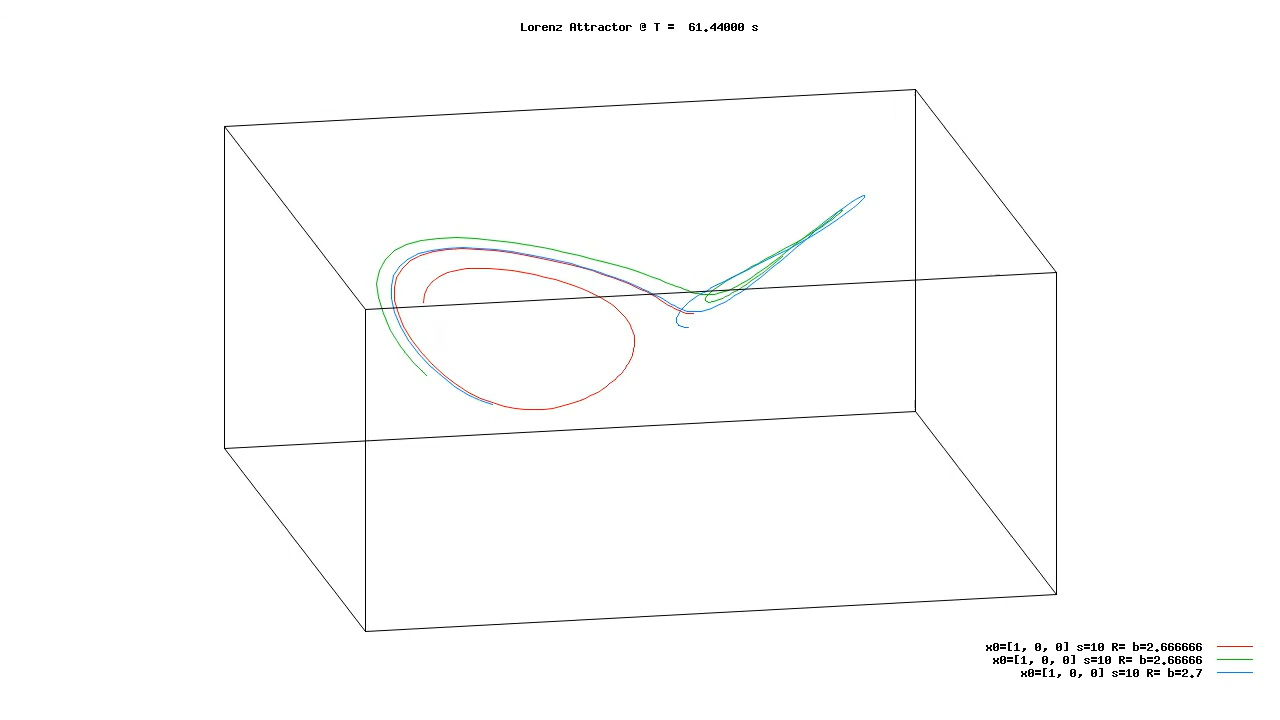 Lorenz Attractor @ T =  61.44000 s
x0=[1, 0, 0] s=10 R= b=2.666666
x0=[1, 0, 0] s=10 R= b=2.66666
x0=[1, 0, 0] s=10 R= b=2.7